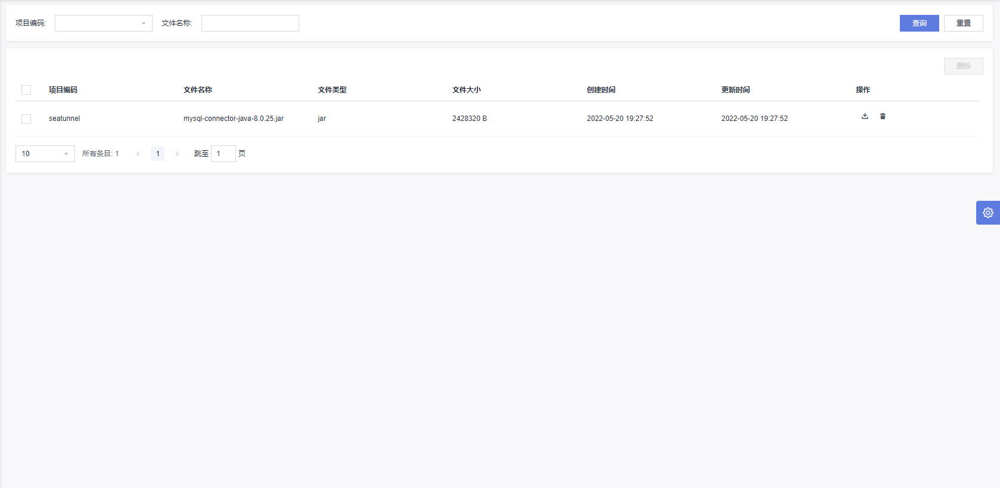 项目编码: 文件名称: 查询 重置
删除
项目编码 文件名称 文件类型 文件大小 创建时间 更新时间 操作
seatunnel mysql-connector-java-8.0.25.jar jar 2428320 B 2022-05-20 19:27:52 2022-05-20 19:27:52
10 所有条目: 1 1 跳至 1 页